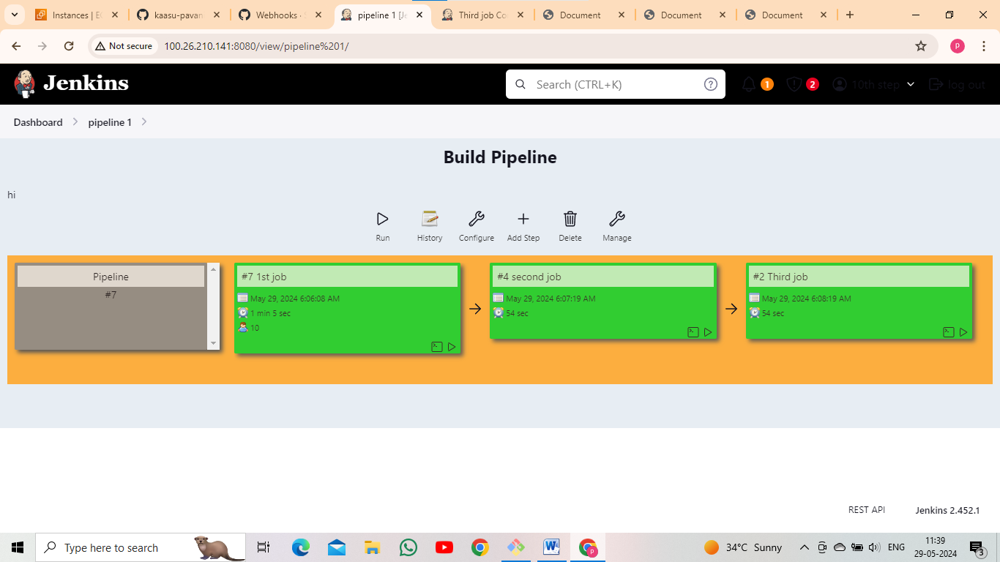 Instances | E
kaasu-pavan
Webhooks · S
pipeline 1 [Je
Third job Co
Document
Document
Document
Not secure
100.26.210.141:8080/view/pipeline%201/
P
Jenkins
Search (CTRL+K)
?
1
2
10th step
log out
Dashboard
pipeline 1
Build Pipeline
hi
Run
History
Configure
Add Step
Delete
Manage
Pipeline
#7
#7 1st job
May 29, 2024 6:06:08 AM
1 min 5 sec
10
#4 second job
May 29, 2024 6:07:19 AM
54 sec
#2 Third job
May 29, 2024 6:08:19 AM
54 sec
REST API
Jenkins 2.452.1
Type here to search
34°C Sunny
ENG
11:39
29-05-2024
3